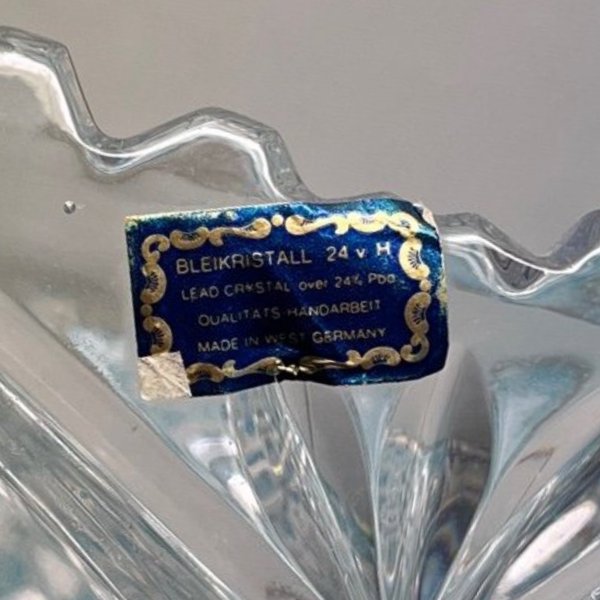 BLEIKRISTALL 24 v H
LEAD CRYSTAL over 24% PbO
QUALITÄTS-HANDARBEIT
MADE IN WEST GERMANY